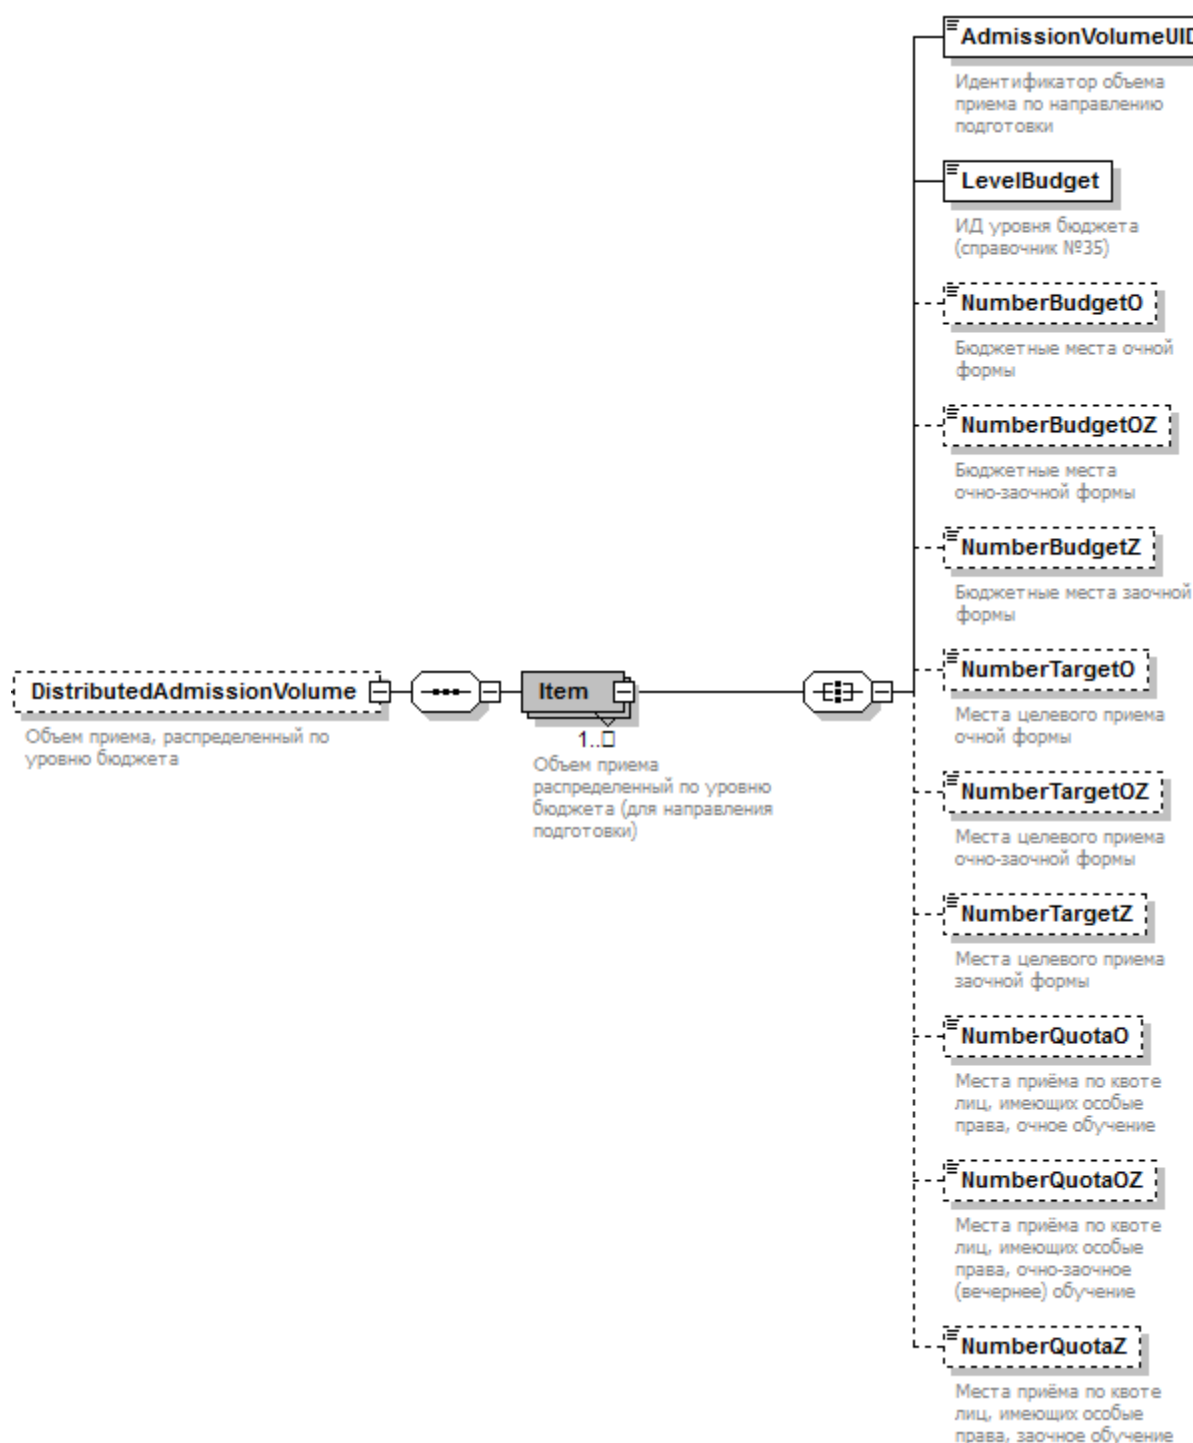 AdmissionVolumeUID
Идентификатор объема
приема по направлению
подготовки
LevelBudget
ИД уровня бюджета
(справочник №35)
NumberBudgetO
Бюджетные места очной
формы
NumberBudgetOZ
Бюджетные места
очно-заочной формы
NumberBudgetZ
Бюджетные места заочной
формы
DistributedAdmissionVolume
Объем приема, распределенный по
уровню бюджета
Item
1..□
Объем приема
распределенный по уровню
бюджета (для направления
подготовки)
NumberTargetO
Места целевого приема
очной формы
NumberTargetOZ
Места целевого приема
очно-заочной формы
NumberTargetZ
Места целевого приема
заочной формы
NumberQuotaO
Места приёма по квоте
лиц, имеющих особые
права, очное обучение
NumberQuotaOZ
Места приёма по квоте
лиц, имеющих особые
права, очно-заочное
(вечернее) обучение
NumberQuotaZ
Места приёма по квоте
лиц, имеющих особые
права, заочное обучение